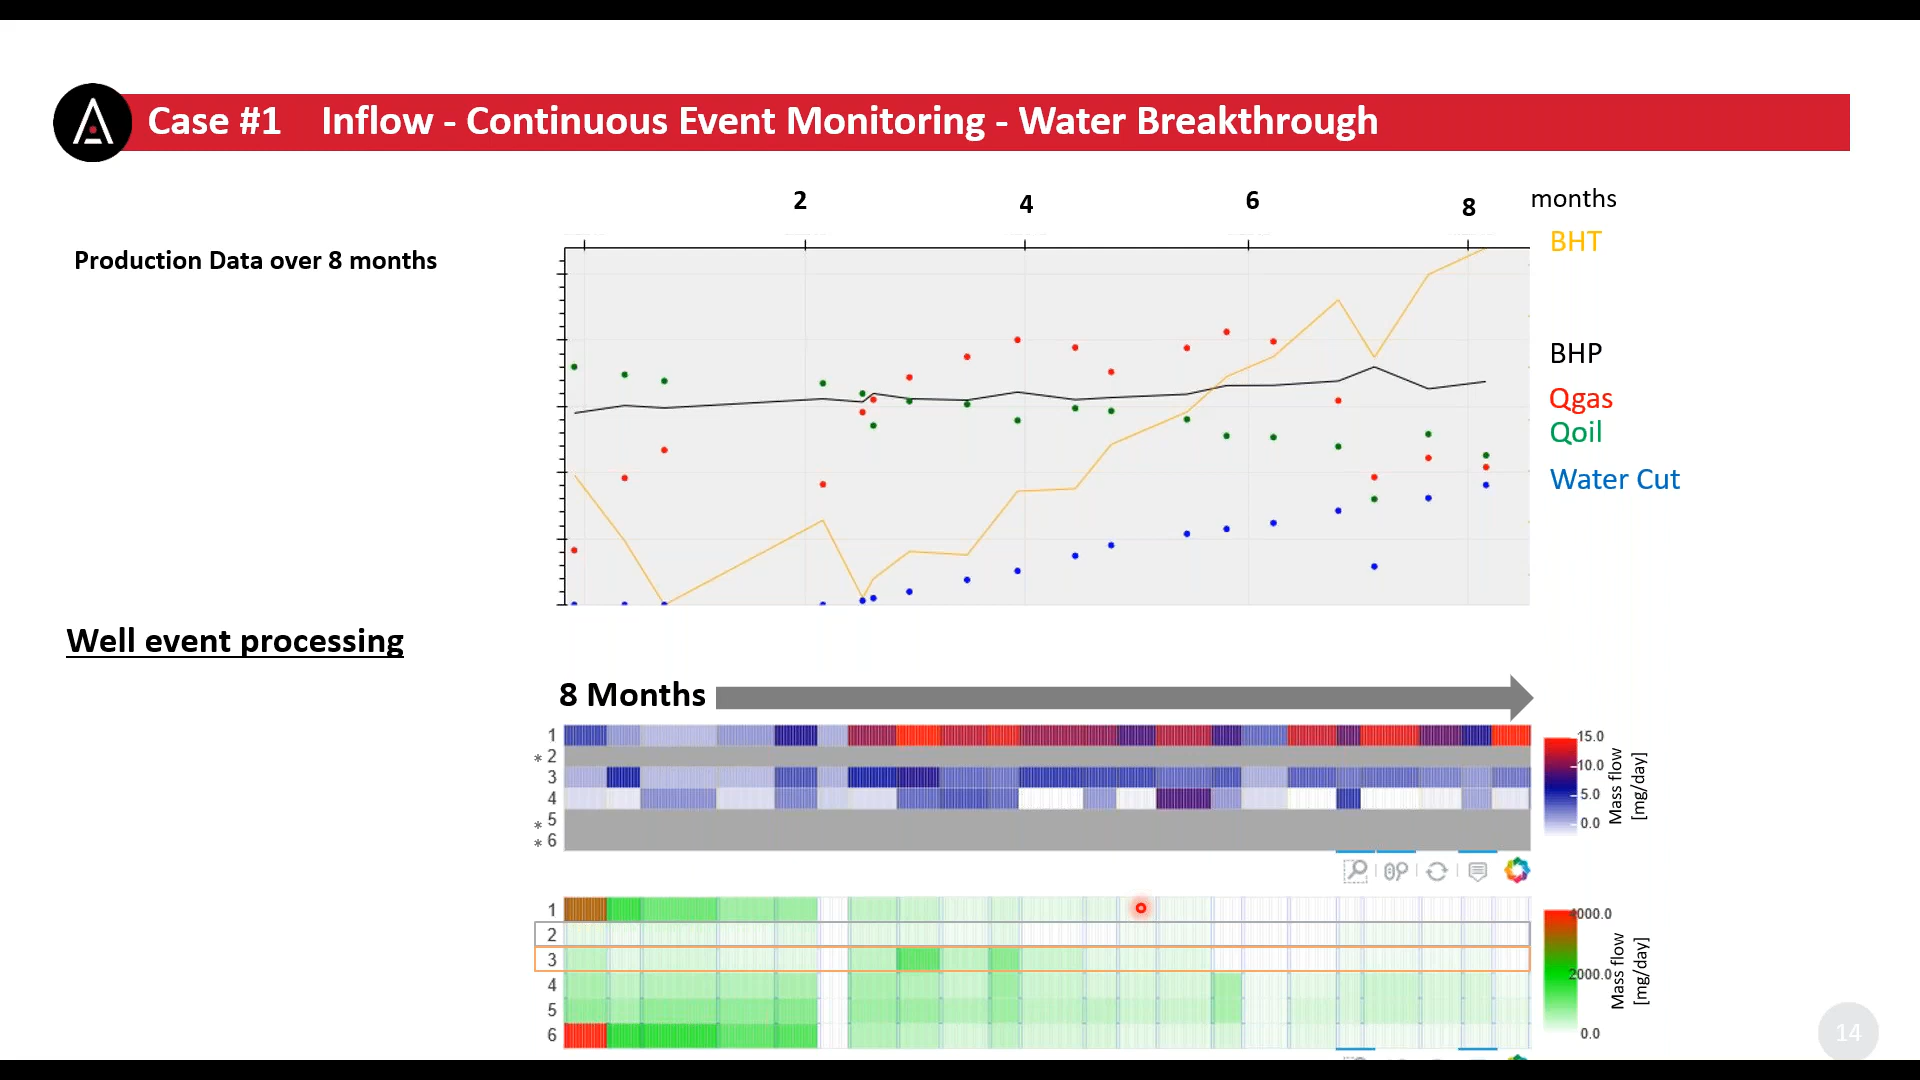 Case #1 Inflow - Continuous Event Monitoring - Water Breakthrough
2 4 6 8 months
Production Data over 8 months
BHT
BHP
Qgas
Qoil
Water Cut
Well event processing
8 Months
1
* 2
3
4
* 5
* 6
15.0
10.0
5.0
0.0
Mass flow
[mg/day]
1
2
3
4
5
6
4000.0
2000.0
0.0
Mass flow
[mg/day]
14